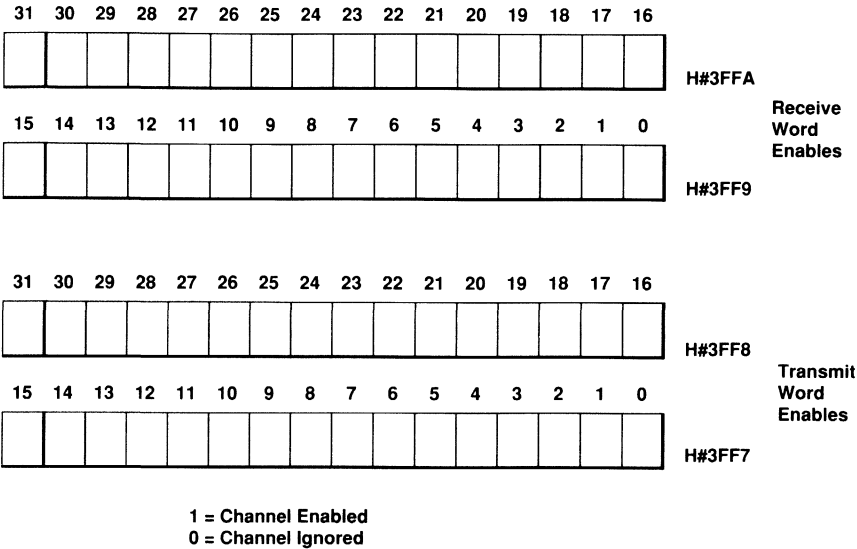 31 30 29 28 27 26 25 24 23 22 21 20 19 18 17 16
H#3FFA
Receive
Word
Enables
15 14 13 12 11 10 9 8 7 6 5 4 3 2 1 0
H#3FF9
31 30 29 28 27 26 25 24 23 22 21 20 19 18 17 16
H#3FF8
Transmit
Word
Enables
15 14 13 12 11 10 9 8 7 6 5 4 3 2 1 0
H#3FF7
1 = Channel Enabled
0 = Channel Ignored